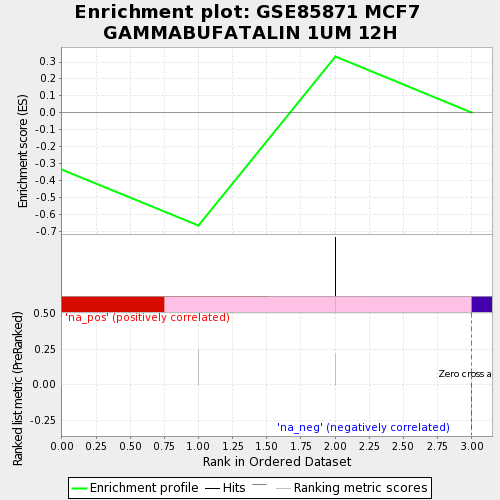 Enrichment plot: GSE85871 MCF7
GAMMABUFATALIN 1UM 12H
Enrichment score (ES)
0.3
0.2
0.1
0.0
-0.1
-0.2
-0.3
-0.4
-0.5
-0.6
-0.7
Ranked list metric (PreRanked)
0.50
0.25
0.00
-0.25
'na_pos' (positively correlated)
Zero cross a
'na_neg' (negatively correlated)
0.00 0.25 0.50 0.75 1.00 1.25 1.50 1.75 2.00 2.25 2.50 2.75 3.00
Rank in Ordered Dataset
Enrichment profile Hits Ranking metric scores